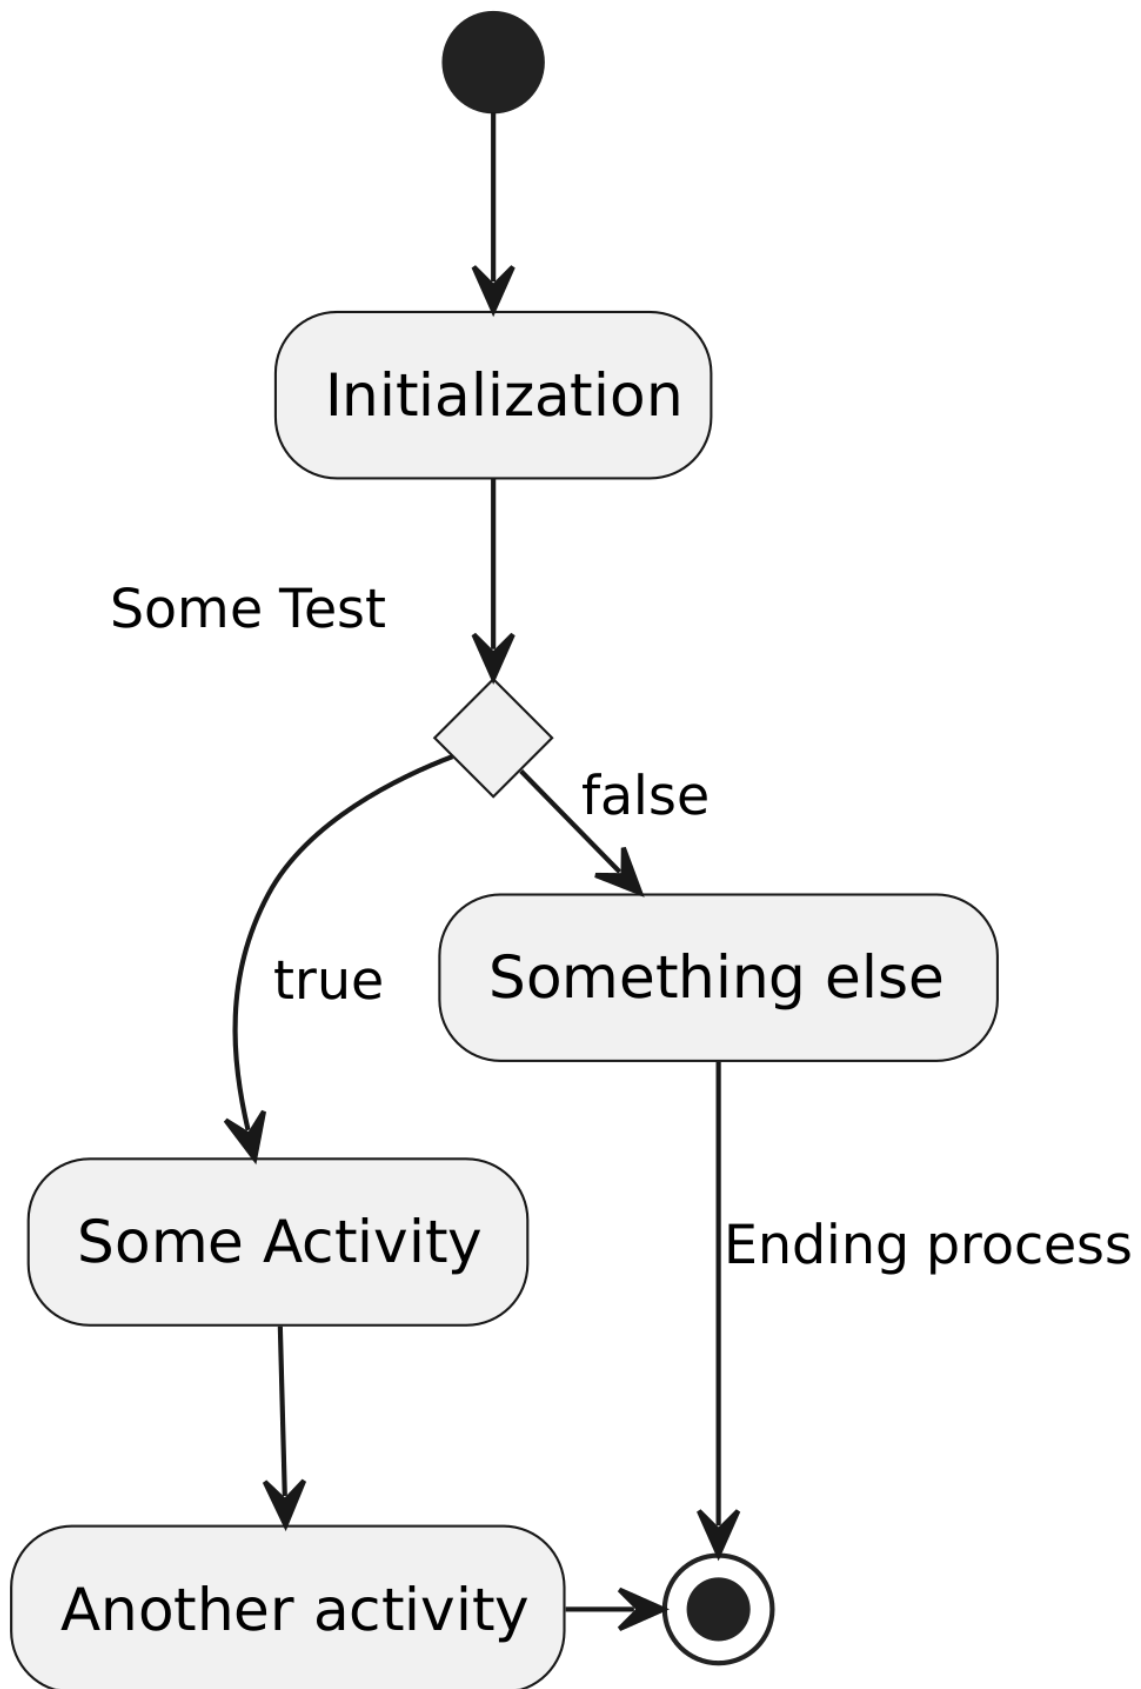 Initialization
Some Test
false
Something else
true
Some Activity
Ending process
Another activity